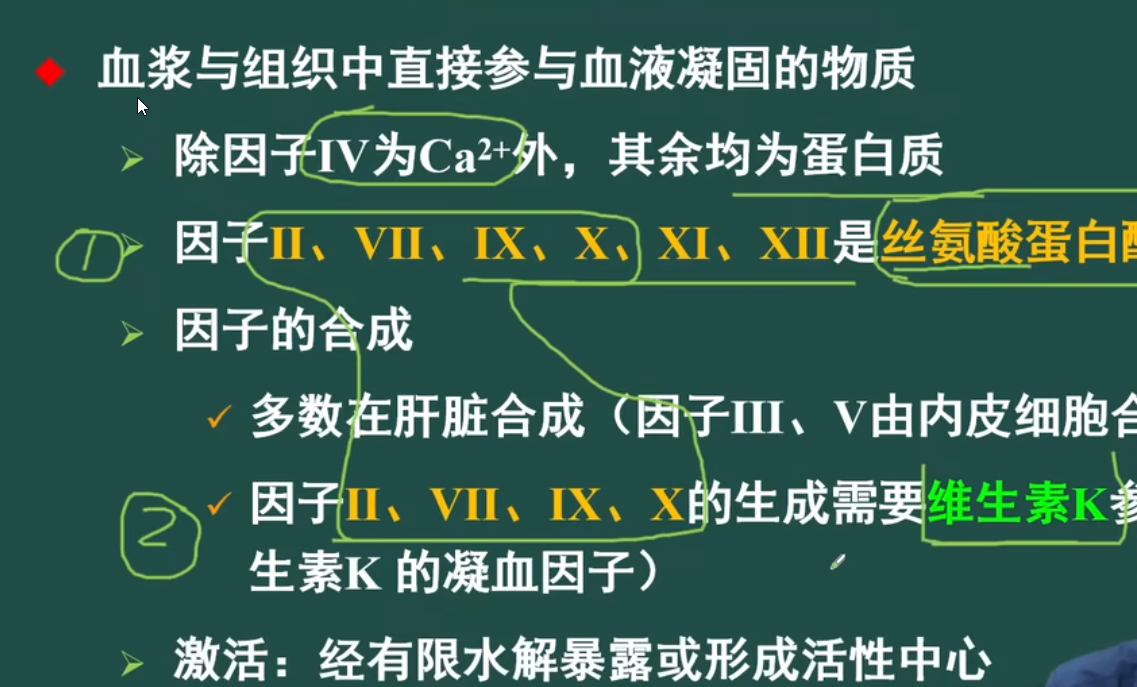 血浆与组织中直接参与血液凝固的物质
除因子IV为Ca²⁺外，其余均为蛋白质
① 因子II、VII、IX、X、XI、XII是丝氨酸蛋白
因子的合成
多数在肝脏合成（因子III、V由内皮细胞合
② 因子II、VII、IX、X的生成需要维生素K
生素K 的凝血因子）
激活：经有限水解暴露或形成活性中心